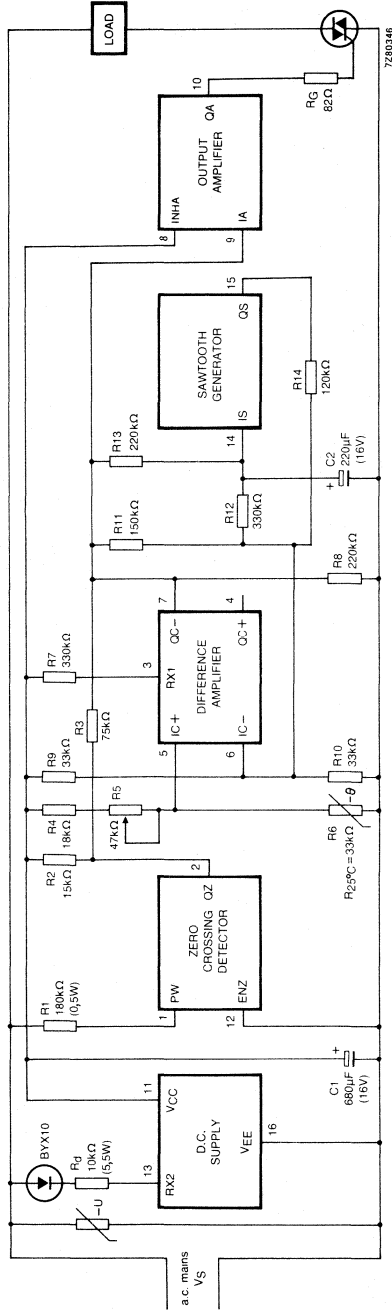 a.c. mains
VS
-U
BYX10
Rd
10kΩ
(5,5W)
13
RX2
11
VCC
D.C.
SUPPLY
VEE
16
C1
680µF
(16V)
+
R1
180kΩ
(0,5W)
1
PW
ZERO
CROSSING
DETECTOR
12
ENZ
QZ
2
R2
15kΩ
R4
18kΩ
R5
47kΩ
R9
33kΩ
R3
75kΩ
R7
330kΩ
R6
-θ
R25°C = 33kΩ
R10
33kΩ
5
IC+
3
RX1
7
QC-
DIFFERENCE
AMPLIFIER
6
IC-
QC+
4
R8
220kΩ
R11
150kΩ
R13
220kΩ
R12
330kΩ
+
C2
220µF
(16V)
14
IS
SAWTOOTH
GENERATOR
QS
15
R14
120kΩ
8
INHA
9
IA
OUTPUT
AMPLIFIER
QA
10
RG
82Ω
LOAD
7Z80346